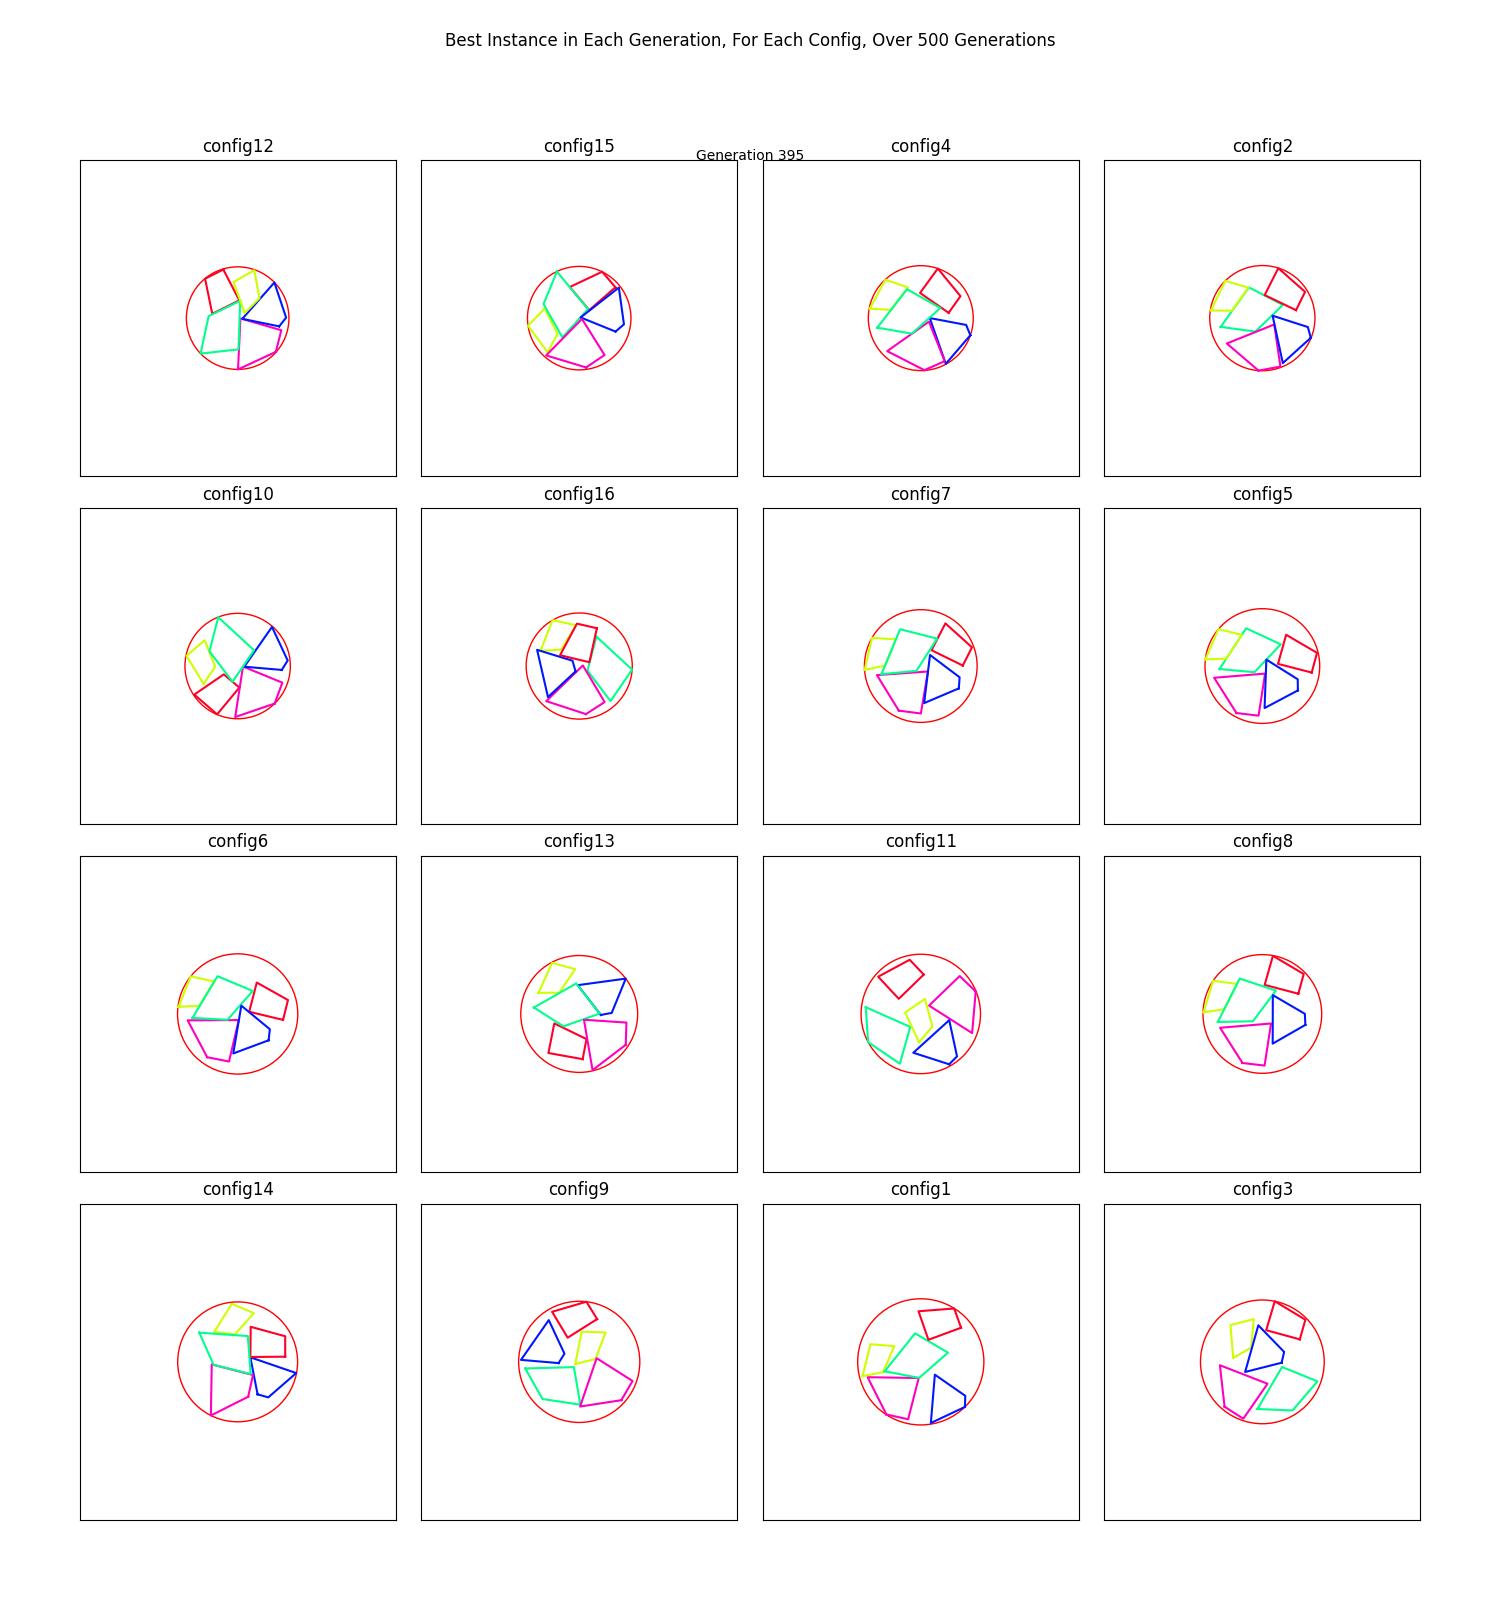 Best Instance in Each Generation, For Each Config, Over 500 Generations
Generation 395
config12
config15
config4
config2
config10
config16
config7
config5
config6
config13
config11
config8
config14
config9
config1
config3